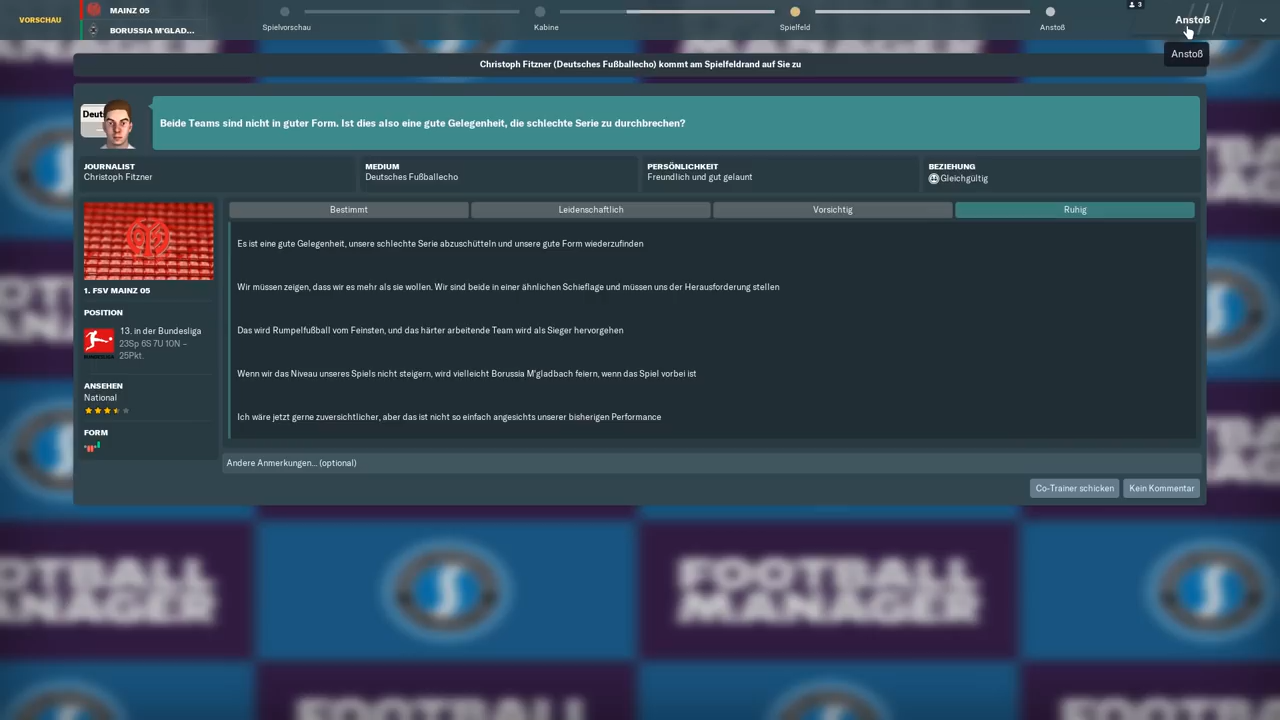 VORSCHAU
MAINZ 05
BORUSSIA M'GLAD...
Spielvorschau
Kabine
Spielfeld
Anstoß
3
Anstoß
Anstoß
Christoph Fitzner (Deutsches Fußballecho) kommt am Spielfeldrand auf Sie zu
Beide Teams sind nicht in guter Form. Ist dies also eine gute Gelegenheit, die schlechte Serie zu durchbrechen?
JOURNALIST
Christoph Fitzner
MEDIUM
Deutsches Fußballecho
PERSÖNLICHKEIT
Freundlich und gut gelaunt
BEZIEHUNG
Gleichgültig
Bestimmt
Leidenschaftlich
Vorsichtig
Ruhig
Es ist eine gute Gelegenheit, unsere schlechte Serie abzuschütteln und unsere gute Form wiederzufinden
Wir müssen zeigen, dass wir es mehr als sie wollen. Wir sind beide in einer ähnlichen Schieflage und müssen uns der Herausforderung stellen
Das wird Rumpelfußball vom Feinsten, und das härter arbeitende Team wird als Sieger hervorgehen
Wenn wir das Niveau unseres Spiels nicht steigern, wird vielleicht Borussia M'gladbach feiern, wenn das Spiel vorbei ist
Ich wäre jetzt gerne zuversichtlicher, aber das ist nicht so einfach angesichts unserer bisherigen Performance
1. FSV MAINZ 05
POSITION
13. in der Bundesliga
23Sp 6S 7U 10N –
25Pkt.
ANSEHEN
National
FORM
Andere Anmerkungen... (optional)
Co-Trainer schicken
Kein Kommentar
FOOTBALL
MANAGER
FOOTBALL
MANAGER